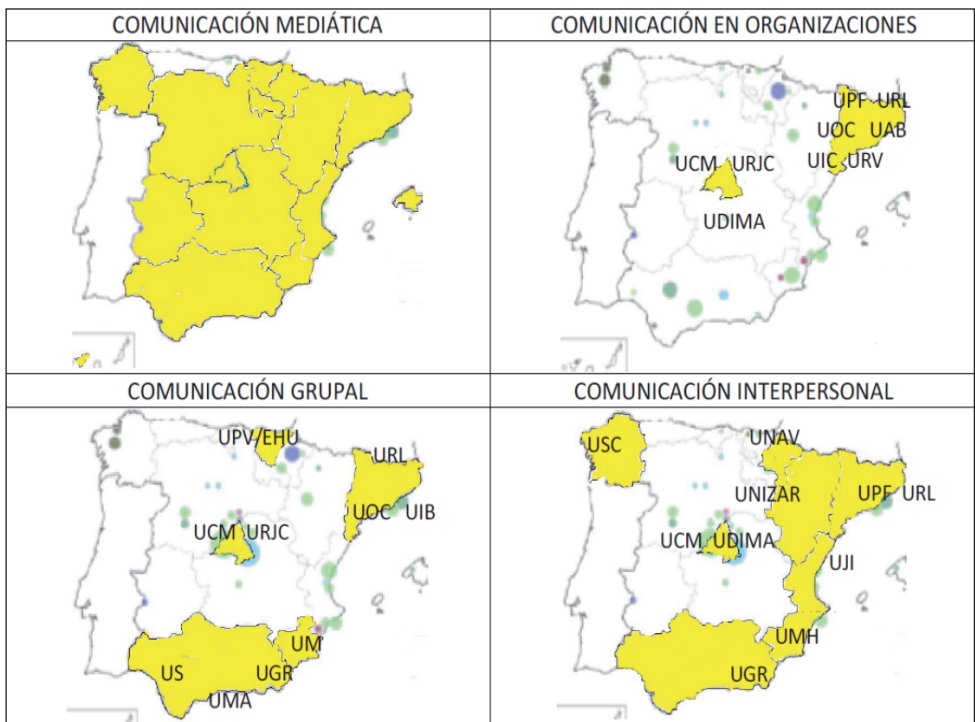 COMUNICACIÓN MEDIÁTICA
COMUNICACIÓN EN ORGANIZACIONES
UPF URL
UOC UAB
UIC URV
UCM URJC
UDIMA
COMUNICACIÓN GRUPAL
UPV/EHU
URL
UOC UIB
UCM URJC
UM
US UGR
UMA
COMUNICACIÓN INTERPERSONAL
USC UNAV
UNIZAR UPF URL
UCM UDIMA
UJI
UMH
UGR